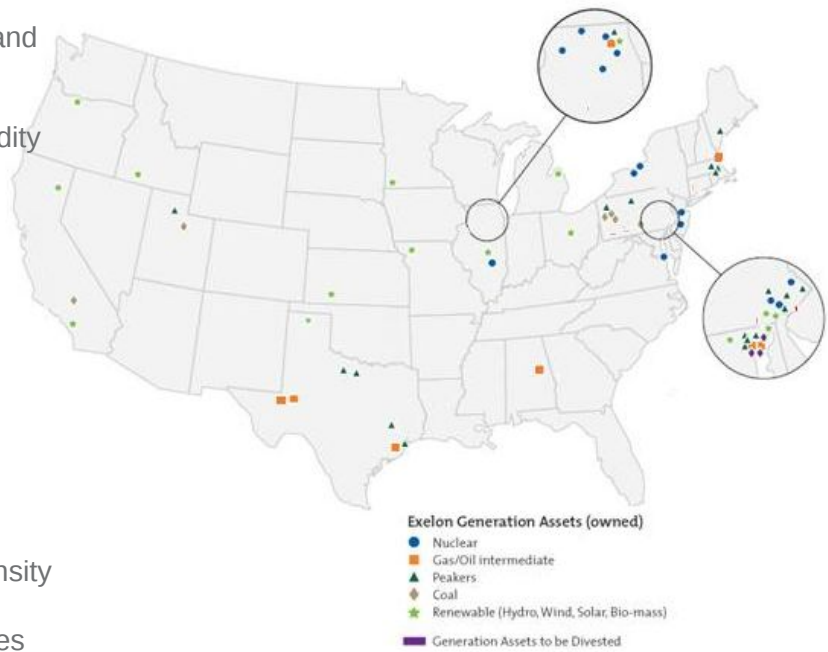 and
dity
Exelon Generation Assets (owned)
Nuclear
Gas/Oil intermediate
Peakers
Coal
Renewable (Hydro, Wind, Solar, Bio-mass)
Generation Assets to be Divested
nsity
es